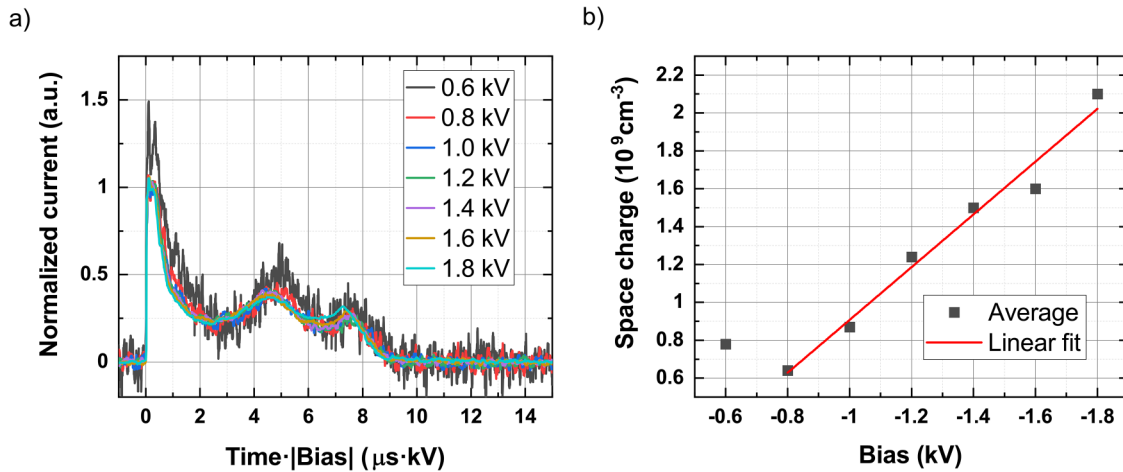 a)
Normalized current (a.u.)
1.5
1
0.5
0
0.6 kV
0.8 kV
1.0 kV
1.2 kV
1.4 kV
1.6 kV
1.8 kV
0 2 4 6 8 10 12 14
Time·|Bias| ( μs·kV)
b)
Space charge (10⁹cm⁻³)
2.2
2
1.8
1.6
1.4
1.2
1
0.8
0.6
Average
Linear fit
-0.6 -0.8 -1 -1.2 -1.4 -1.6 -1.8
Bias (kV)